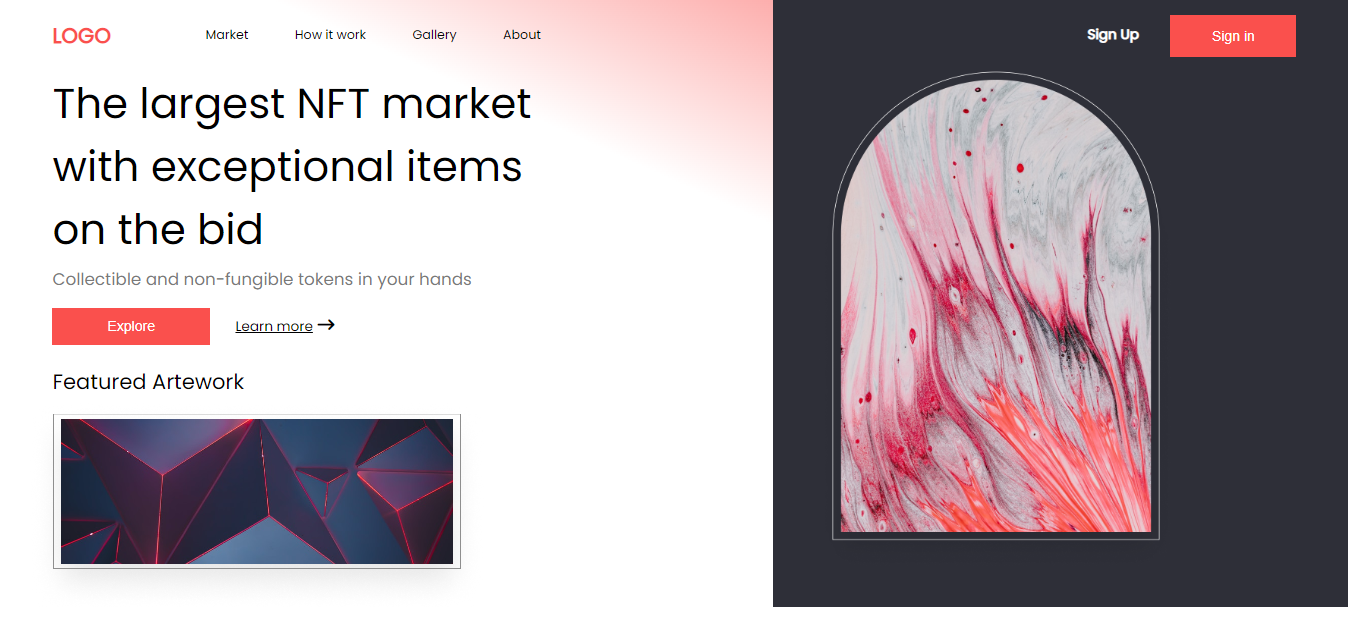 LOGO
Market
How it work
Gallery
About
Sign Up
Sign in
The largest NFT market
with exceptional items
on the bid
Collectible and non-fungible tokens in your hands
Explore
Learn more →
Featured Artework